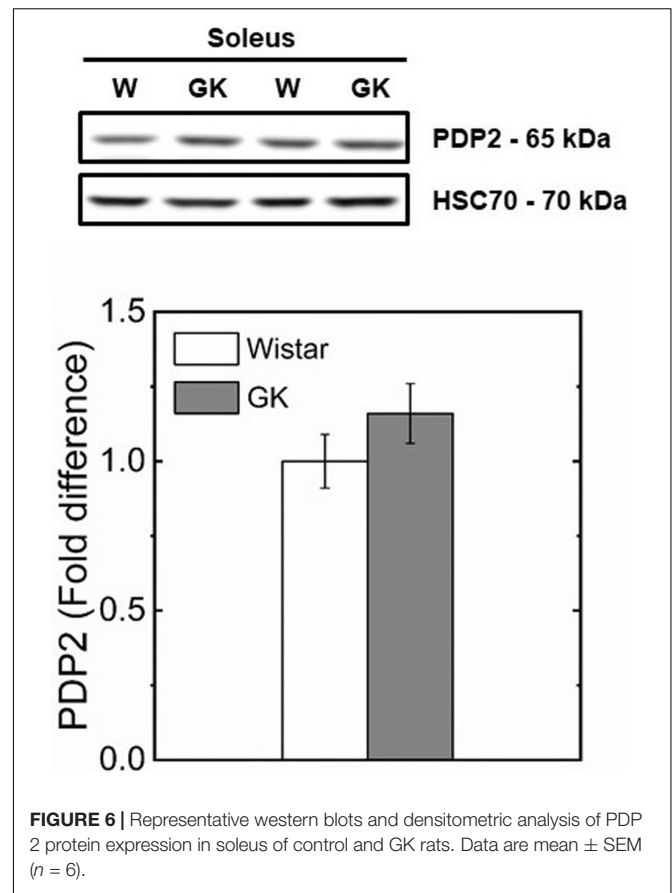 Soleus
W GK W GK
PDP2 - 65 kDa
HSC70 - 70 kDa
PDP2 (Fold difference)
1.5
1.0
0.5
0.0
Wistar
GK
FIGURE 6 | Representative western blots and densitometric analysis of PDP
2 protein expression in soleus of control and GK rats. Data are mean ± SEM
(n = 6).